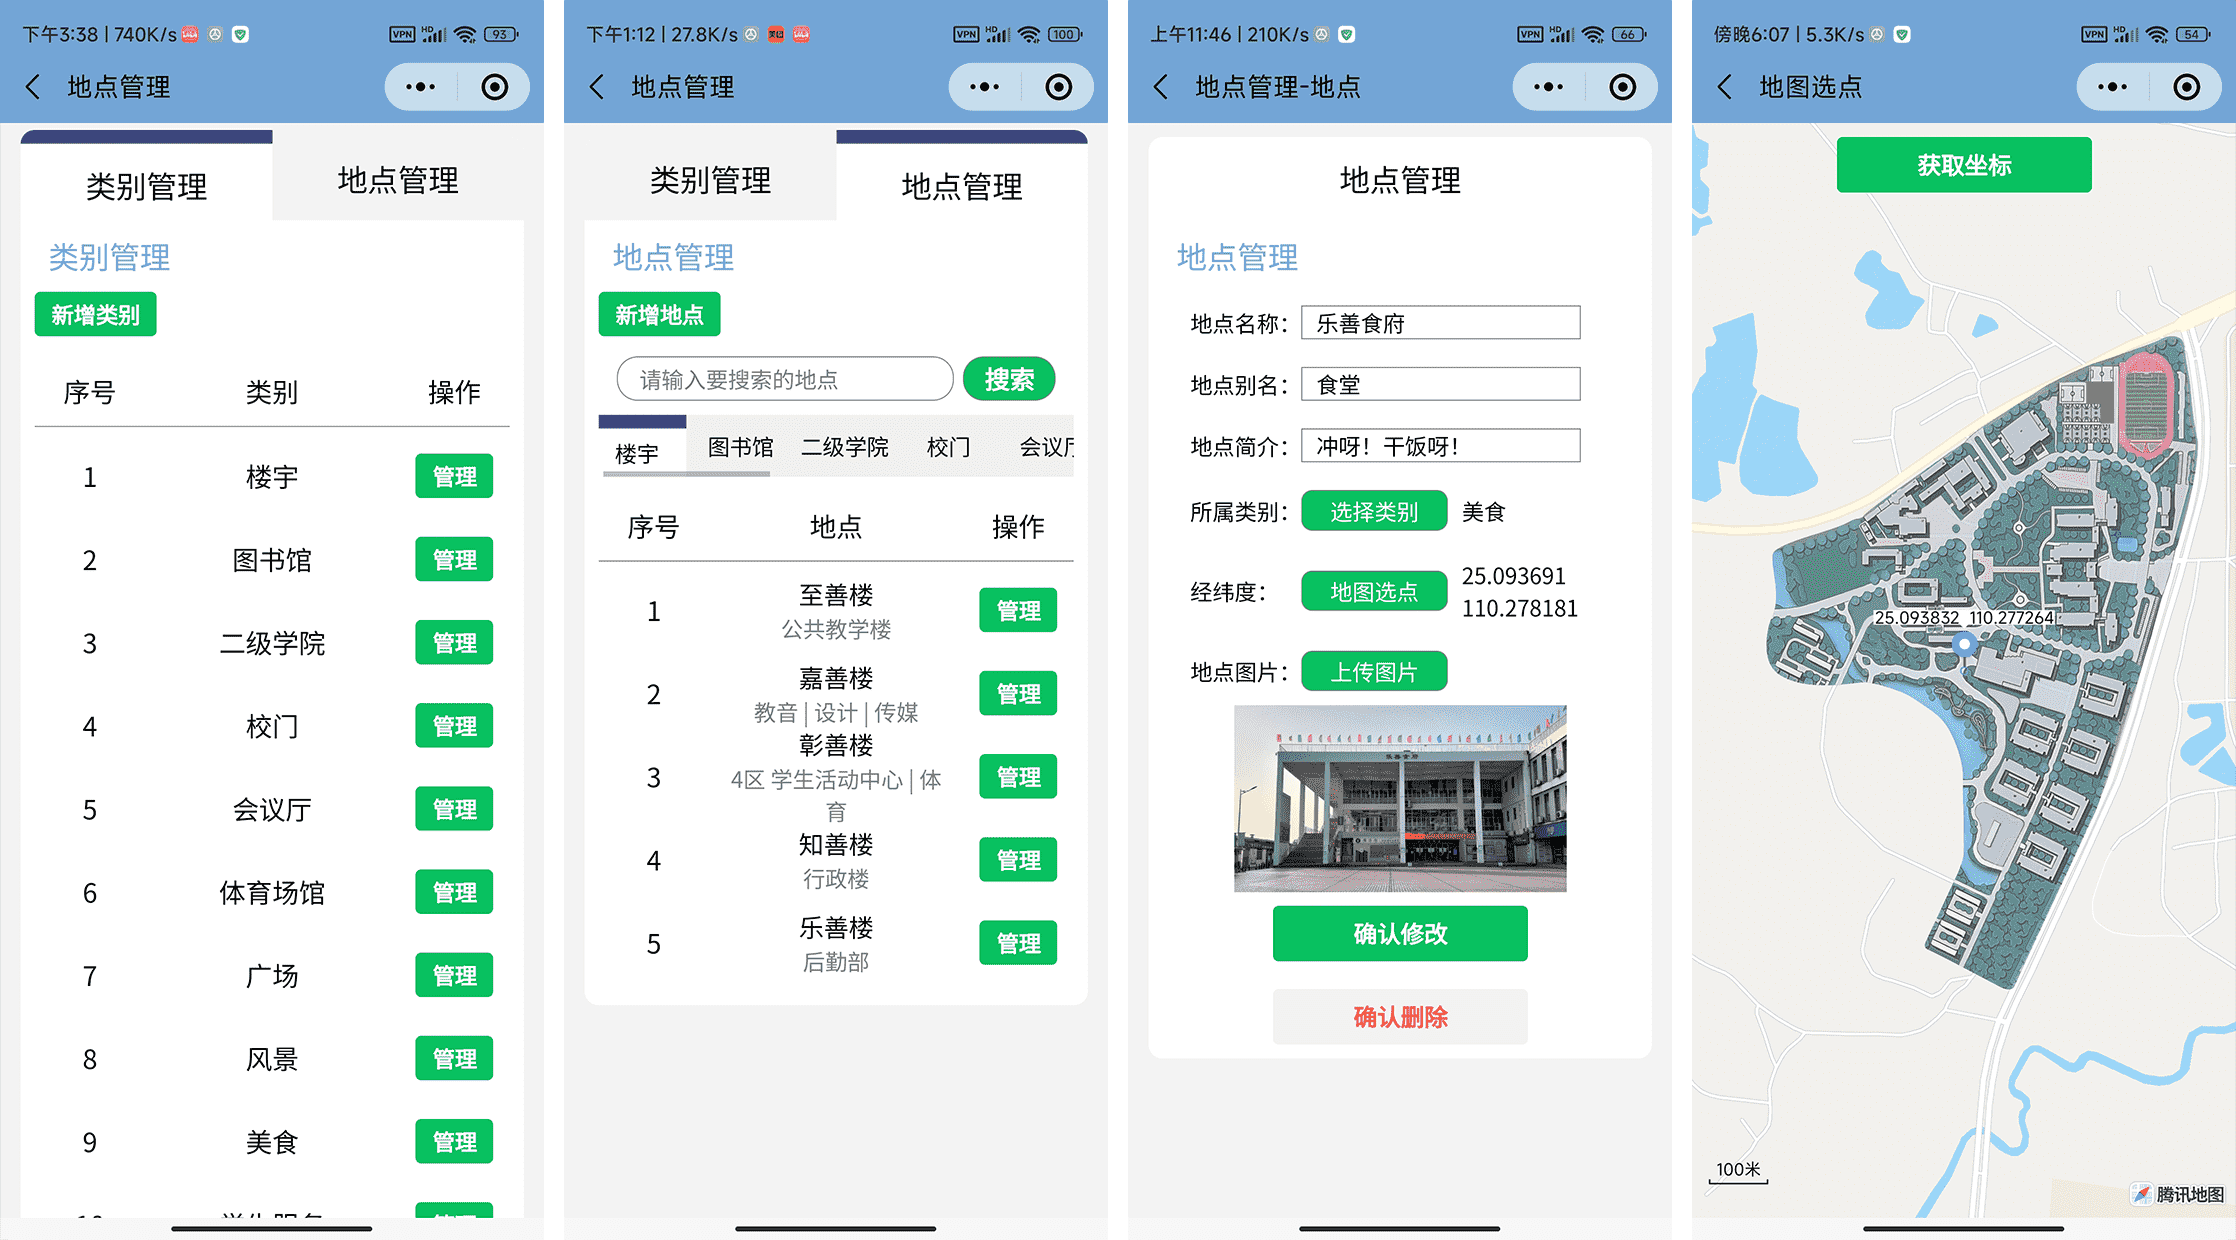 下午3:38 | 740K/s
VPN HD 93
地点管理
类别管理 地点管理
类别管理
新增类别
序号 类别 操作
1 楼宇 管理
2 图书馆 管理
3 二级学院 管理
4 校门 管理
5 会议厅 管理
6 体育场馆 管理
7 广场 管理
8 风景 管理
9 美食 管理
下午1:12 | 27.8K/s
VPN HD 100
地点管理
类别管理 地点管理
地点管理
新增地点
请输入要搜索的地点 搜索
楼宇 图书馆 二级学院 校门 会议厅
序号 地点 操作
1 至善楼 管理
公共教学楼
2 嘉善楼 管理
教音 | 设计 | 传媒
3 彰善楼 管理
4区 学生活动中心 | 体
育
4 知善楼 管理
行政楼
5 乐善楼 管理
后勤部
上午11:46 | 210K/s
VPN HD 66
地点管理-地点
地点管理
地点管理
地点名称： 乐善食府
地点别名： 食堂
地点简介： 冲呀！干饭呀！
所属类别： 选择类别 美食
经纬度： 地图选点 25.093691
110.278181
地点图片： 上传图片
乐善食府
确认修改
确认删除
傍晚6:07 | 5.3K/s
VPN HD 54
地图选点
获取坐标
25.093832 110.277264
100米
腾讯地图